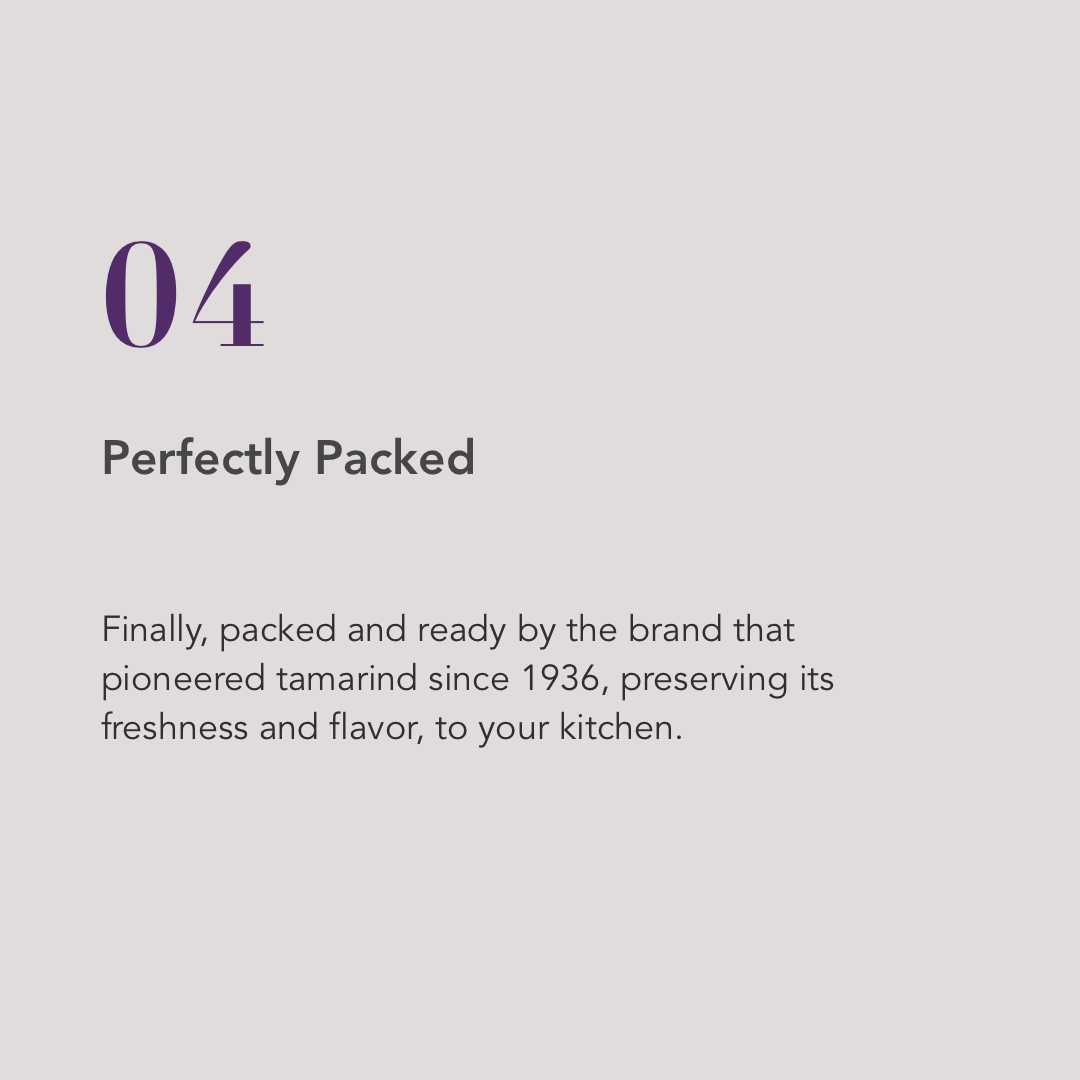 04
Perfectly Packed
Finally, packed and ready by the brand that
pioneered tamarind since 1936, preserving its
freshness and flavor, to your kitchen.